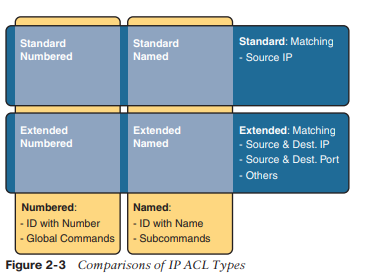 Standard
Numbered
Standard
Named
Standard: Matching
- Source IP
Extended
Numbered
Extended
Named
Extended: Matching
- Source & Dest. IP
- Source & Dest. Port
- Others
Numbered:
- ID with Number
- Global Commands
Named:
- ID with Name
- Subcommands
Figure 2-3 Comparisons of IP ACL Types